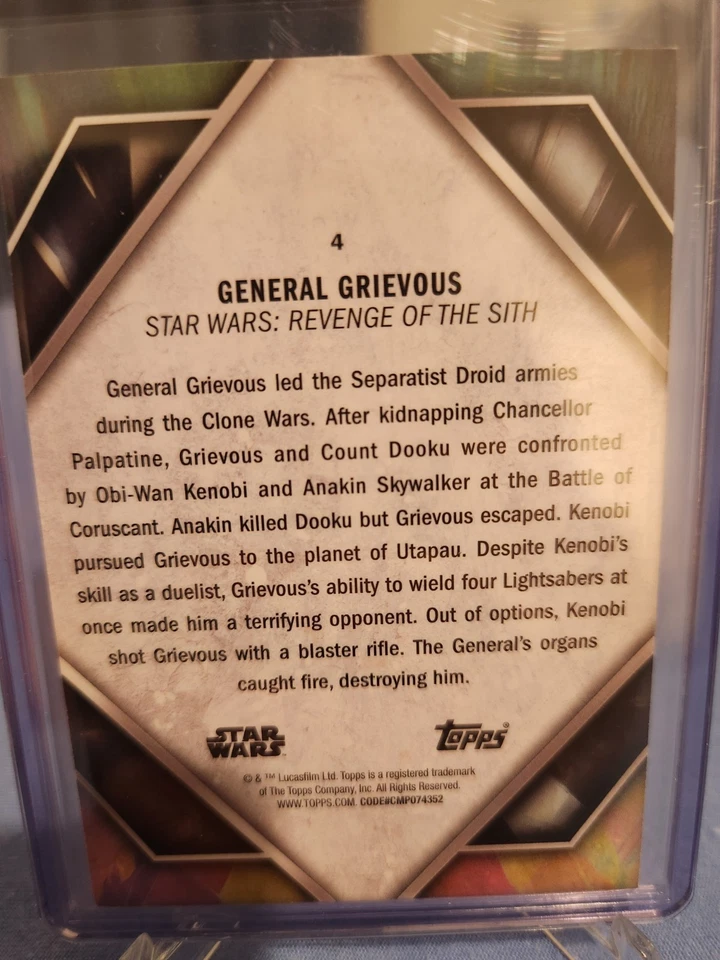 4
GENERAL GRIEVOUS
STAR WARS: REVENGE OF THE SITH
General Grievous led the Separatist Droid armies
during the Clone Wars. After kidnapping Chancellor
Palpatine, Grievous and Count Dooku were confronted
by Obi-Wan Kenobi and Anakin Skywalker at the Battle of
Coruscant. Anakin killed Dooku but Grievous escaped. Kenobi
pursued Grievous to the planet of Utapau. Despite Kenobi's
skill as a duelist, Grievous's ability to wield four Lightsabers at
once made him a terrifying opponent. Out of options, Kenobi
shot Grievous with a blaster rifle. The General's organs
caught fire, destroying him.
STAR WARS topps®
© & ™ Lucasfilm Ltd. Topps is a registered trademark
of The Topps Company, Inc. All Rights Reserved.
WWW.TOPPS.COM CODE#CMP074352